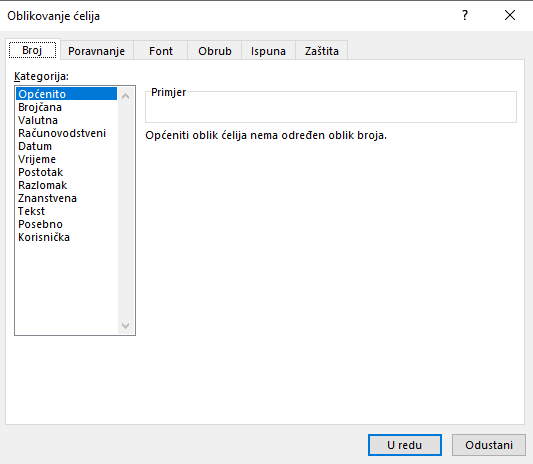 Oblikovanje ćelija
?
Broj Poravnanje Font Obrub Ispuna Zaštita
Kategorija:
Općenito
Brojčana
Valutna
Računovodstveni
Datum
Vrijeme
Postotak
Razlomak
Znanstvena
Tekst
Posebno
Korisnička
Primjer
Općeniti oblik ćelija nema određen oblik broja.
U redu Odustani